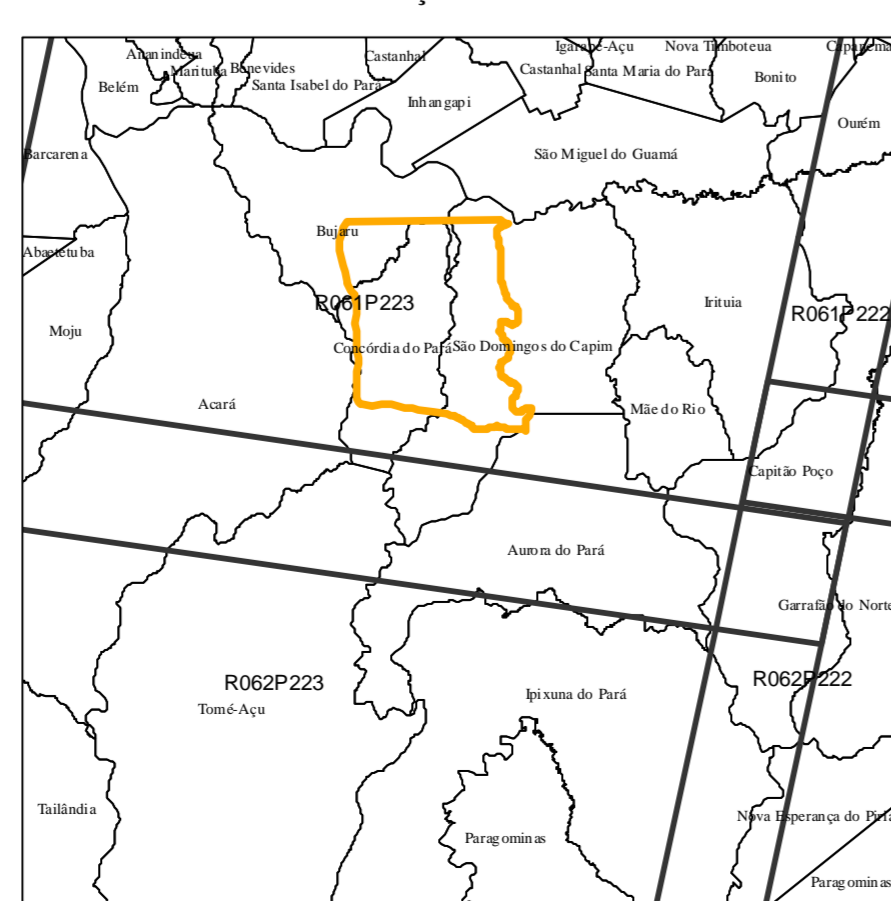 Ananindeua
Castanhal
Igarapé-Açu
Nova Timboteua
Capanema
Belém
Marituba
Benevides
Santa Isabel do Pará
Castanhal
Santa Maria do Pará
Bonito
Inhangapi
Ourém
Barcarena
São Miguel do Guamá
Bujaru
Abaetetuba
R061P223
Irituia
R061P222
Moju
Concórdia do Pará
São Domingos do Capim
Acará
Mãe do Rio
Capitão Poço
Aurora do Pará
Garrafão do Norte
R062P223
R062P222
Tomé-Açu
Ipixuna do Pará
Tailândia
Nova Esperança do Piriá
Paragominas
Paragominas